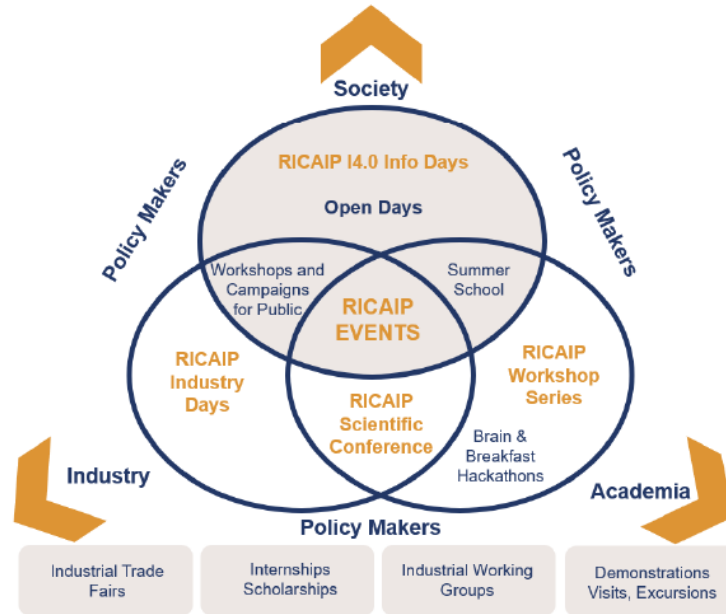 Society
RICAIP I4.0 Info Days
Open Days
Policy Makers
Policy Makers
Workshops and
Campaigns
for Public
Summer
School
RICAIP
EVENTS
RICAIP
Industry
Days
RICAIP
Scientific
Conference
RICAIP
Workshop
Series
Brain &
Breakfast
Hackathons
Industry
Academia
Policy Makers
Industrial Trade
Fairs
Internships
Scholarships
Industrial Working
Groups
Demonstrations
Visits, Excursions